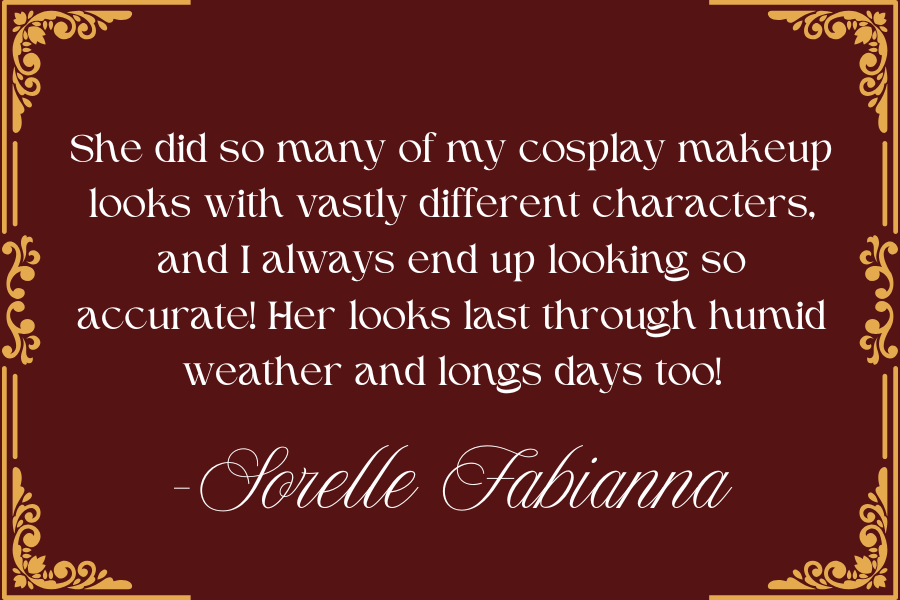 She did so many of my cosplay makeup
looks with vastly different characters,
and I always end up looking so
accurate! Her looks last through humid
weather and longs days too!
-Sorelle Fabianna